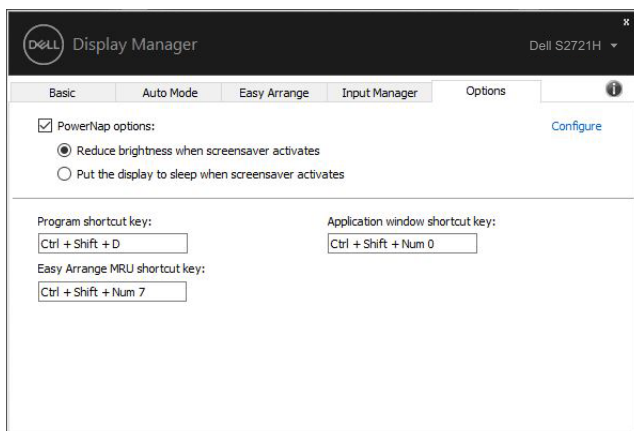 x
DELL Display Manager
Dell S2721H
Basic Auto Mode Easy Arrange Input Manager Options i
PowerNap options: Configure
Reduce brightness when screensaver activates
Put the display to sleep when screensaver activates
Program shortcut key: Application window shortcut key:
Ctrl + Shift + D Ctrl + Shift + Num 0
Easy Arrange MRU shortcut key:
Ctrl + Shift + Num 7